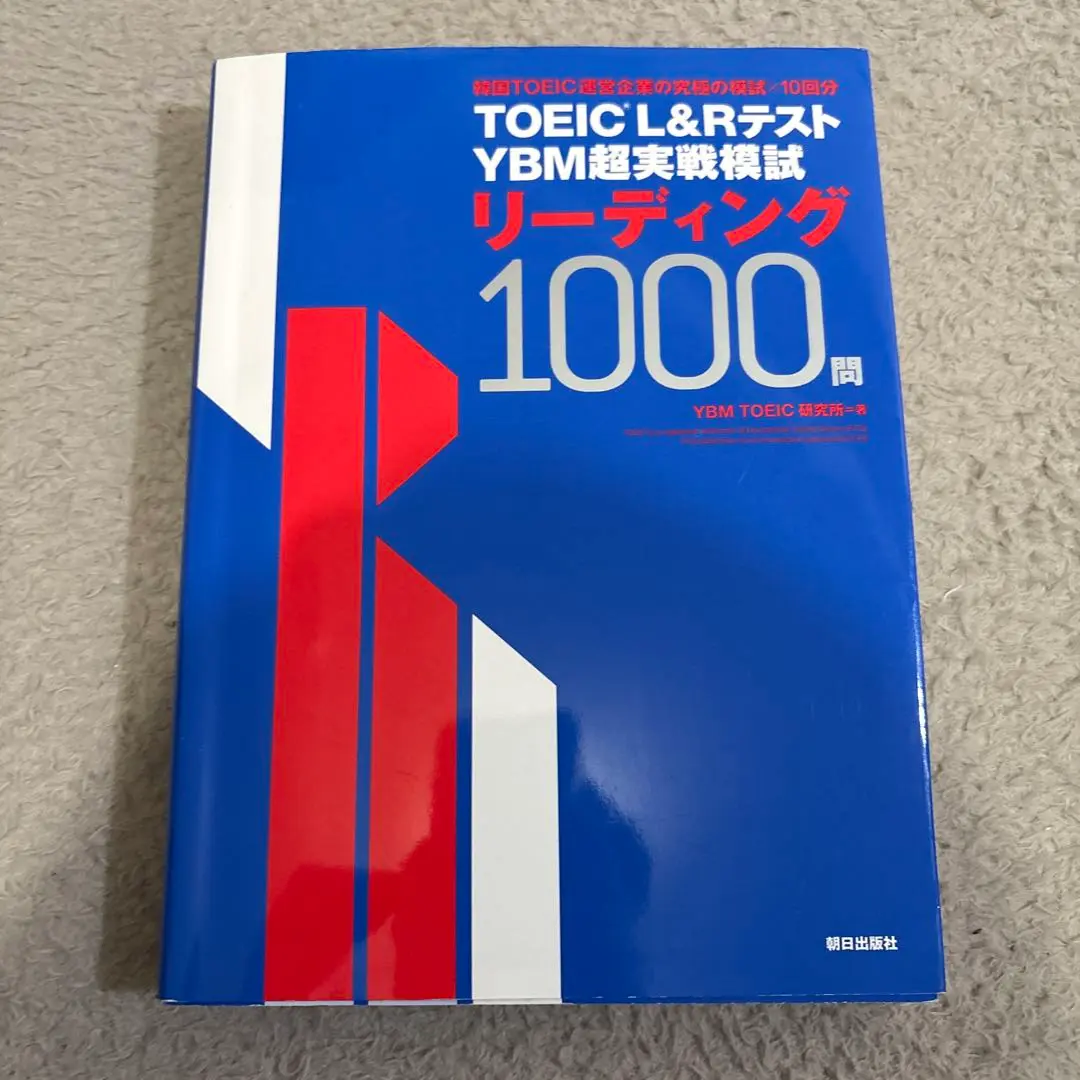 韓国TOEIC運営企業の究極の模試/10回分
TOEIC® L&Rテスト
YBM超実戦模試
リーディング
1000問
YBM TOEIC 研究所=著
朝日出版社